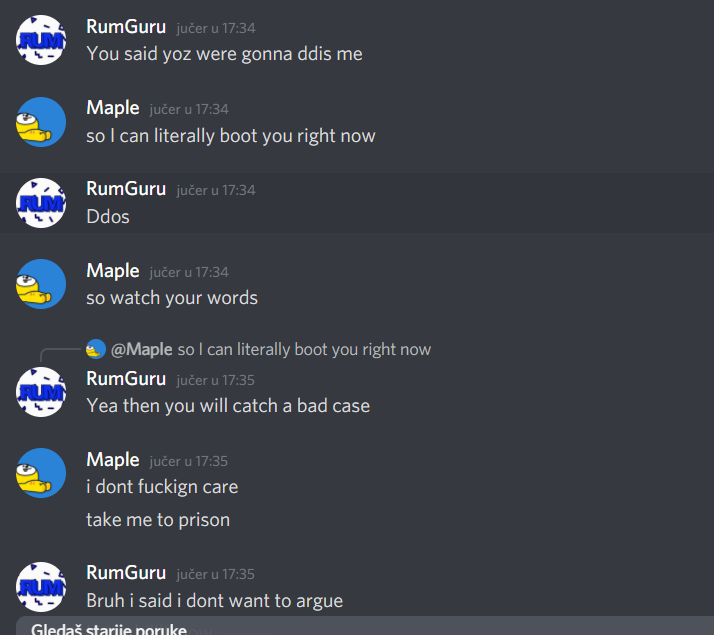 RumGuru jučer u 17:34
You said yoz were gonna ddis me
Maple jučer u 17:34
so I can literally boot you right now
RumGuru jučer u 17:34
Ddos
Maple jučer u 17:34
so watch your words
@Maple so I can literally boot you right now
RumGuru jučer u 17:35
Yea then you will catch a bad case
Maple jučer u 17:35
i dont fuckign care
take me to prison
RumGuru jučer u 17:35
Bruh i said i dont want to argue
Gledaš starije poruke
RUM
RUM
RUM
RUM